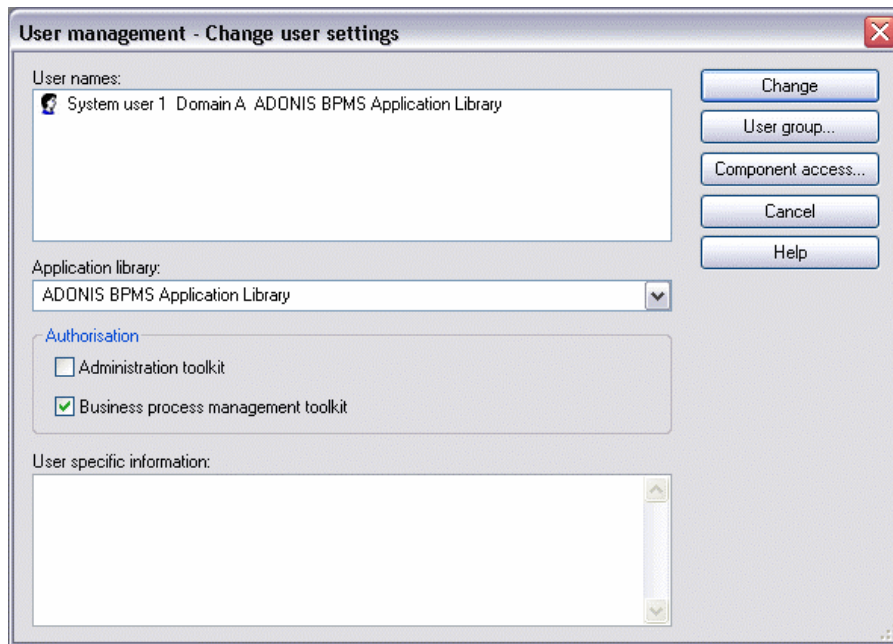 User management - Change user settings
User names:
System user 1 Domain A ADONIS BPMS Application Library
Application library:
ADONIS BPMS Application Library
Authorisation
Administration toolkit
Business process management toolkit
User specific information:
Change
User group...
Component access...
Cancel
Help